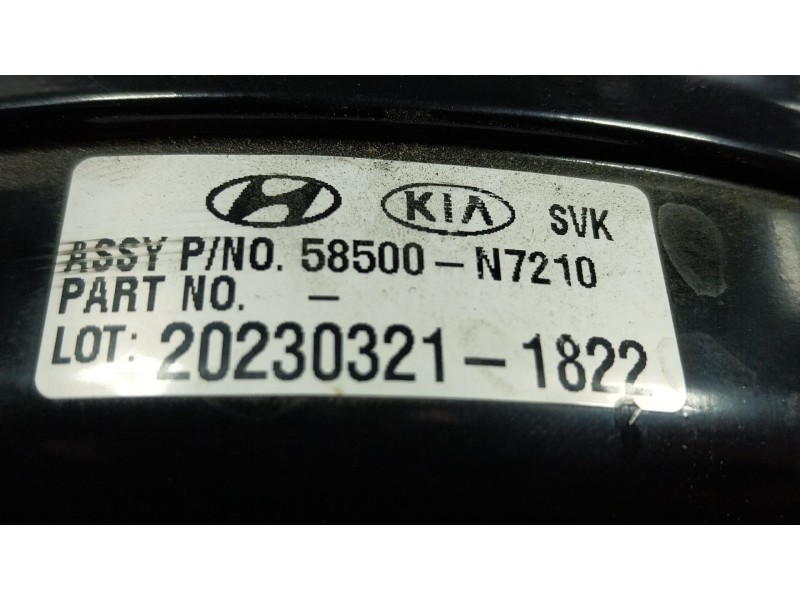 KIA SVK
ASSY P/NO. 58500-N7210
PART NO. -
LOT: 20230321-1822